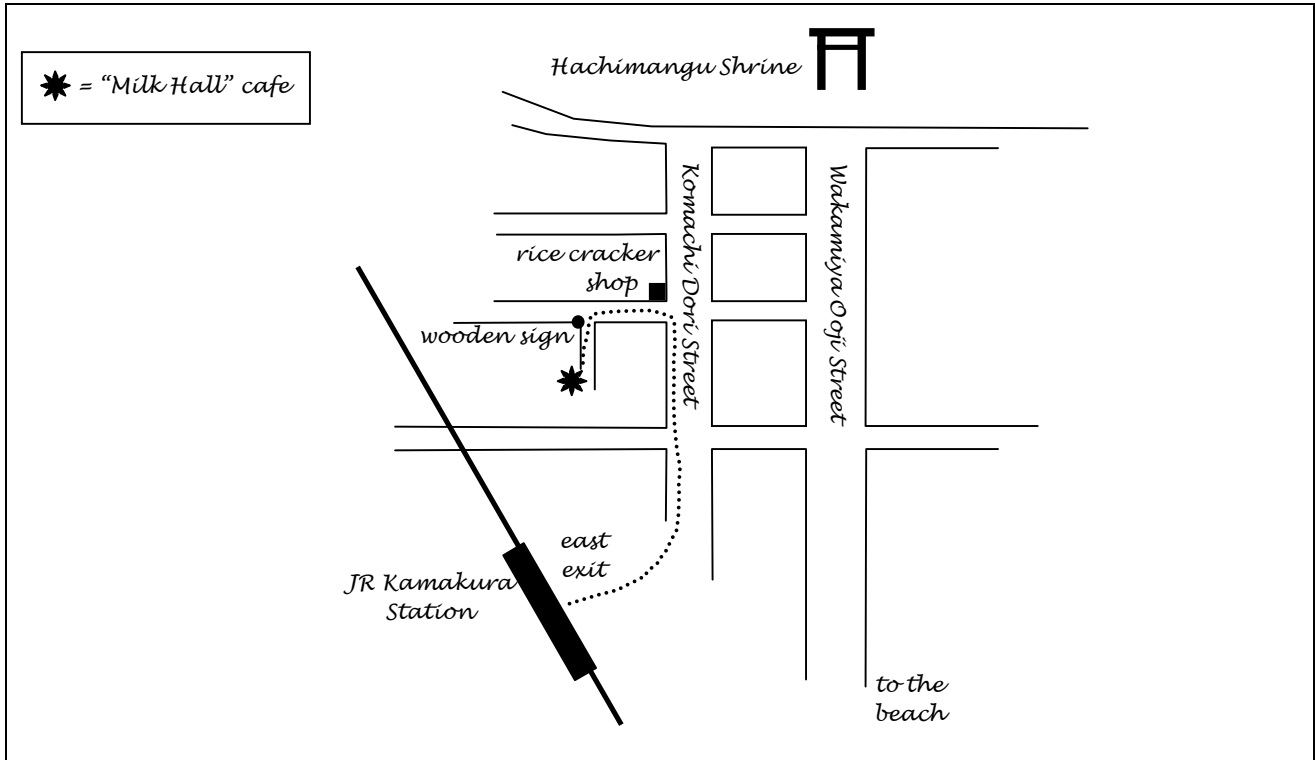 Hachimangu Shrine
= “Milk Hall” cafe
Komachi Dori Street
Wakamiya Ooji Street
rice cracker
shop
wooden sign
east
exit
JR Kamakura
Station
to the
beach